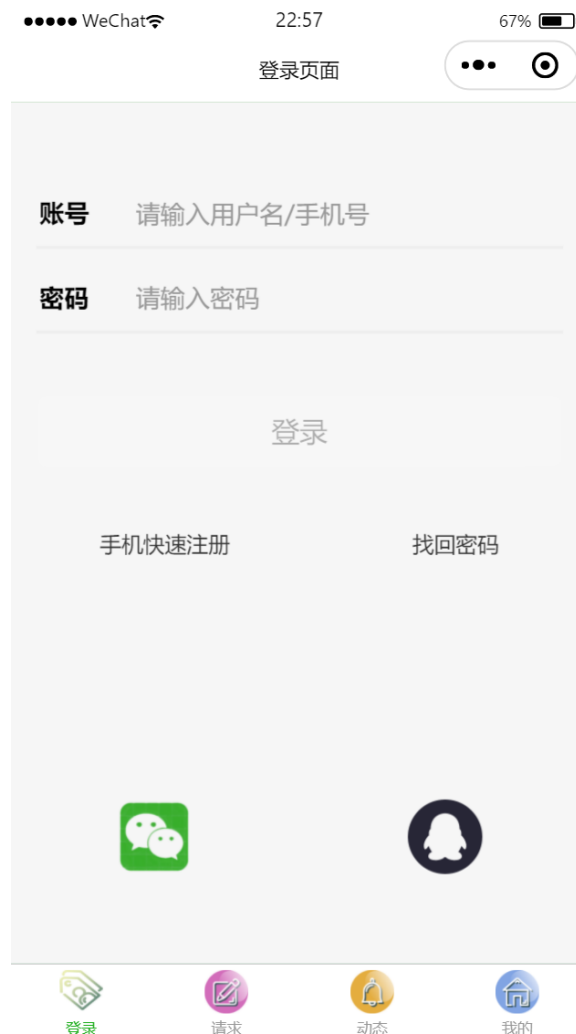 ●●●●● WeChat 22:57 67%
登录页面
账号 请输入用户名/手机号
密码 请输入密码
登录
手机快速注册 找回密码
登录 请求 动态 我的